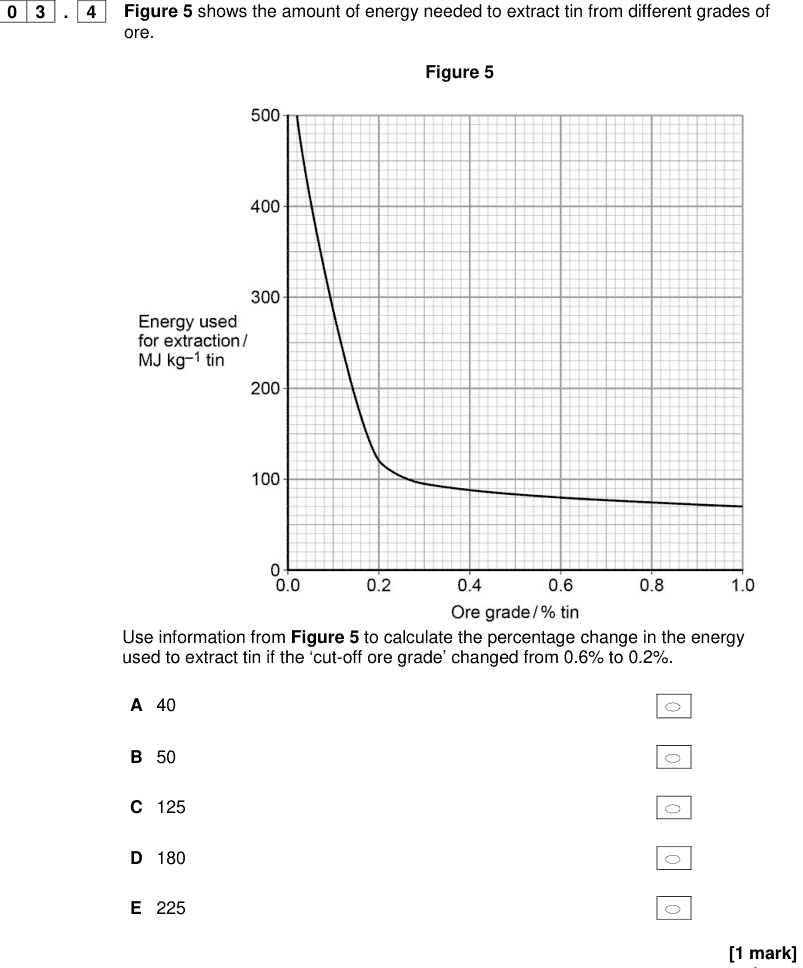 0 3 . 4 Figure 5 shows the amount of energy needed to extract tin from different grades of
ore.
Figure 5
500
400
300
200
100
0
Energy used
for extraction /
MJ kg⁻¹ tin
0.0 0.2 0.4 0.6 0.8 1.0
Ore grade / % tin
Use information from Figure 5 to calculate the percentage change in the energy
used to extract tin if the ‘cut-off ore grade’ changed from 0.6% to 0.2%.
A 40
B 50
C 125
D 180
E 225
[1 mark]